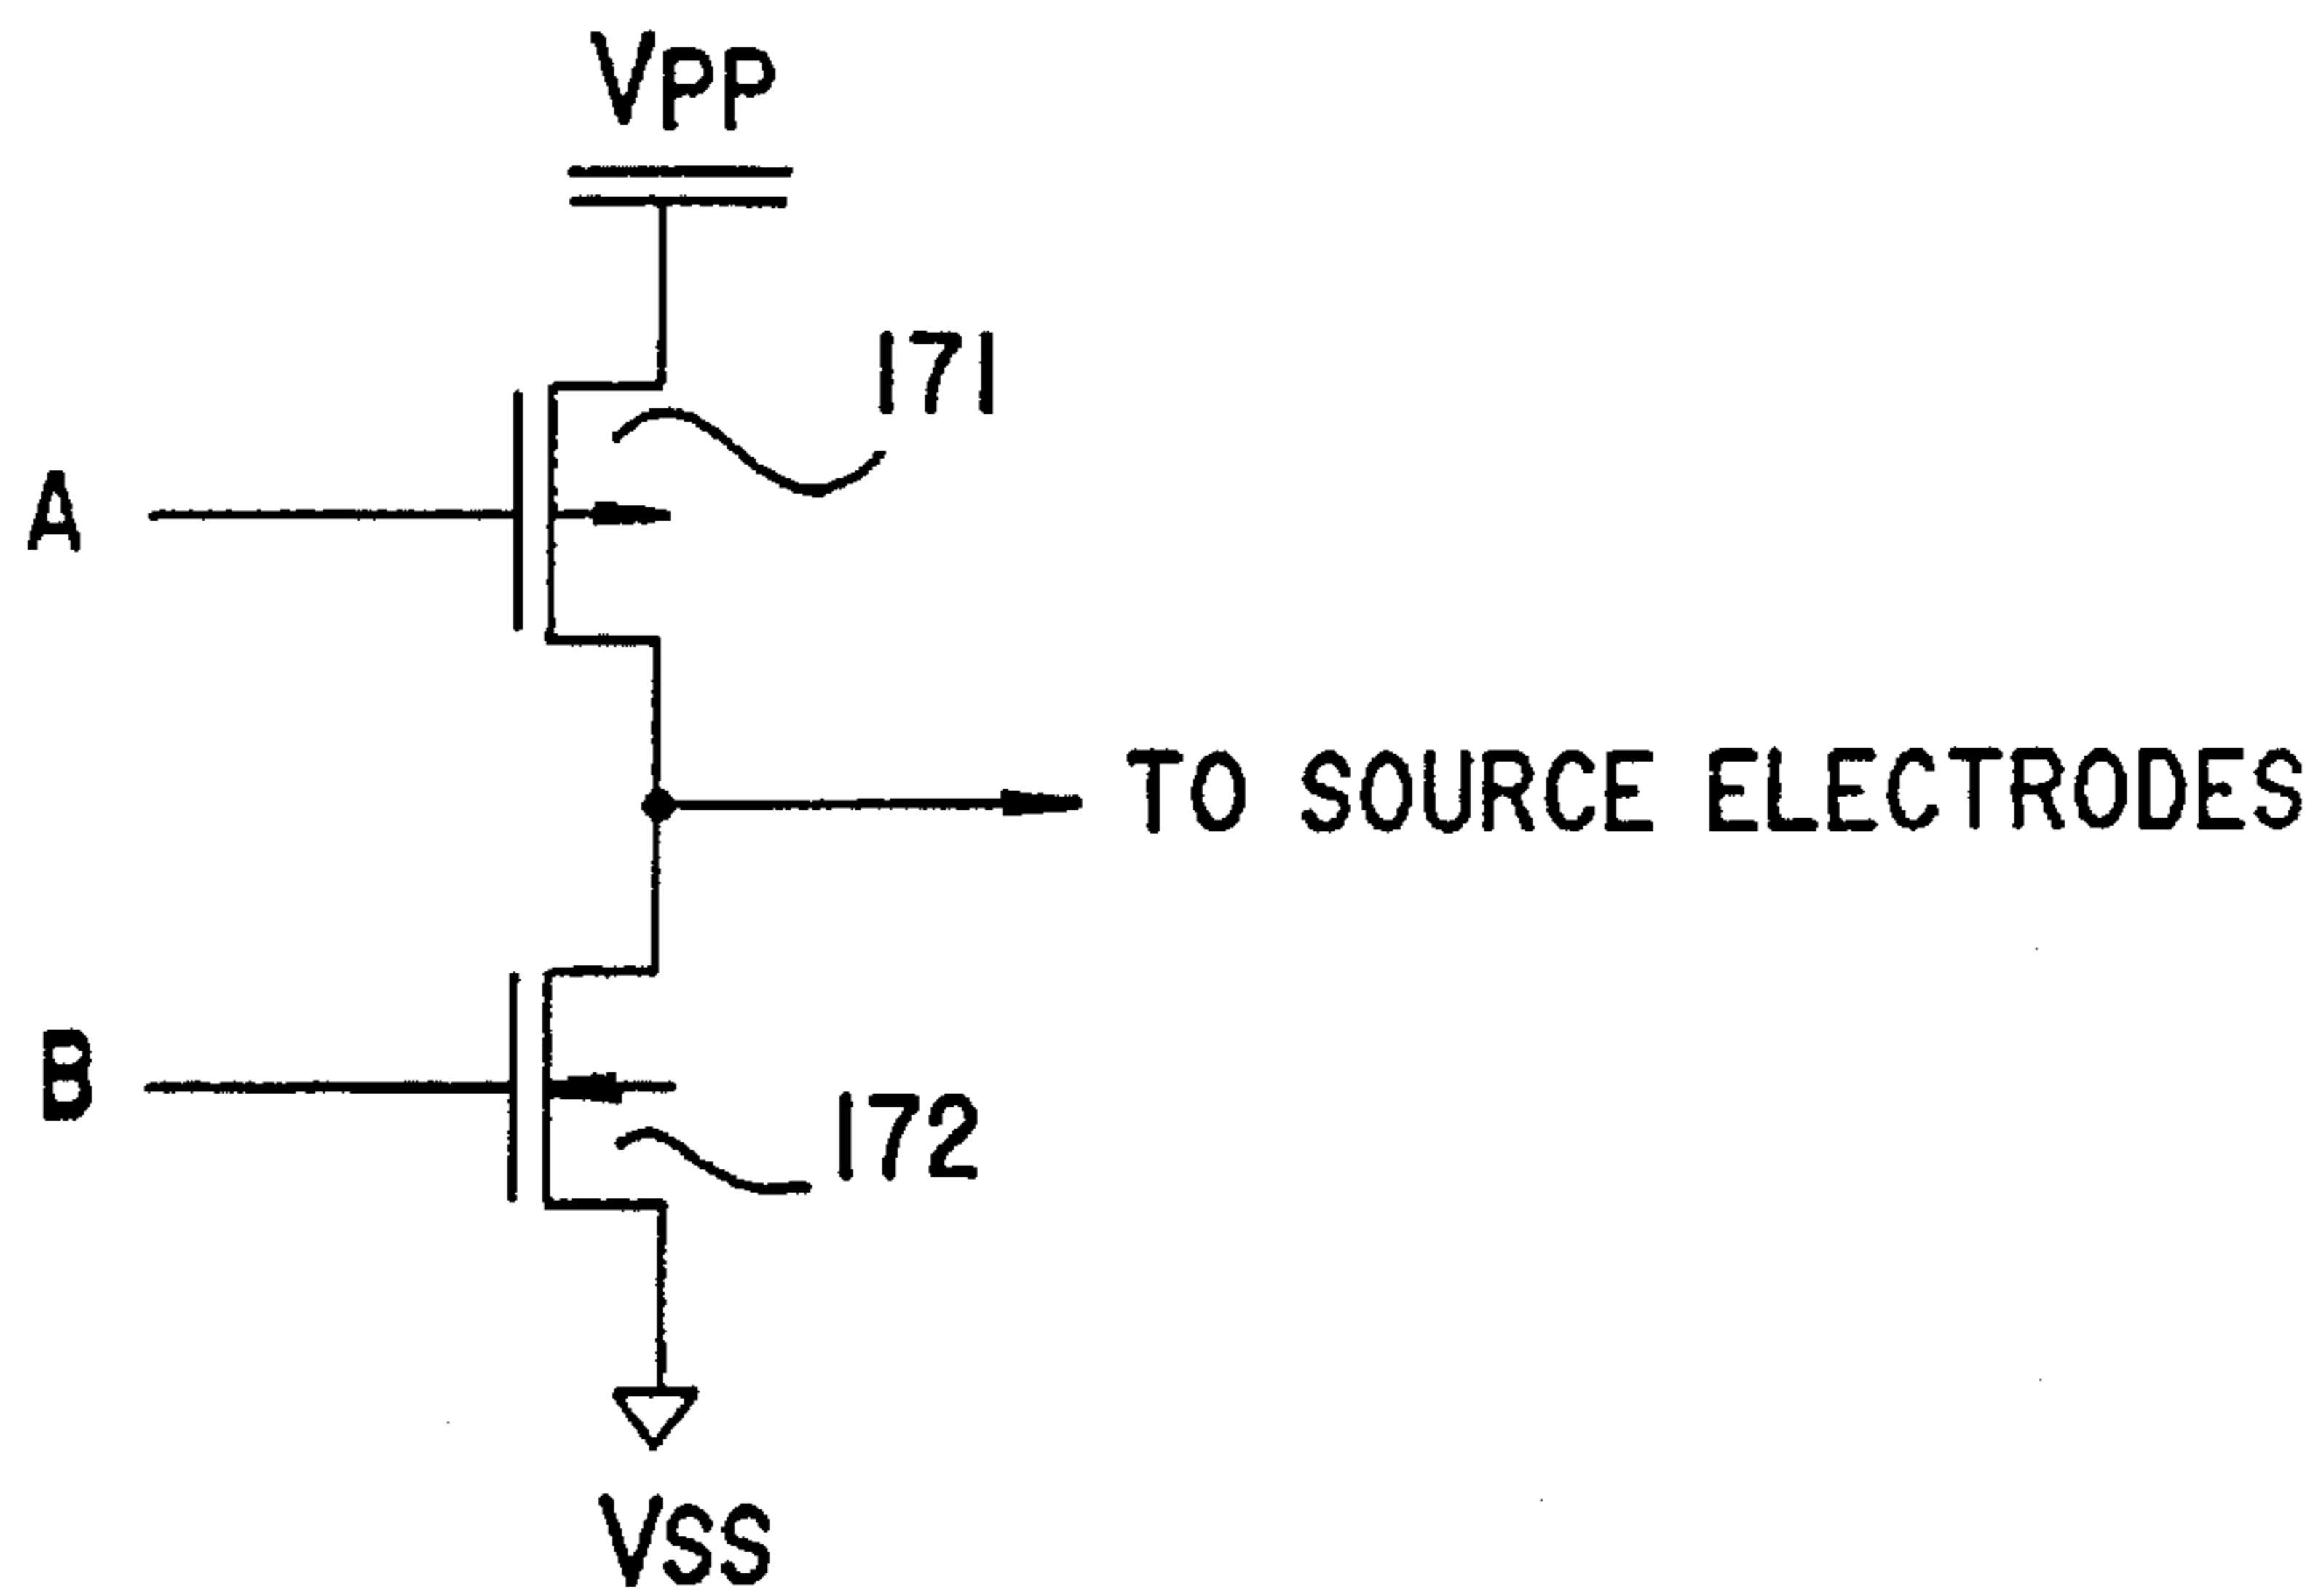 VPP
171
A
TO SOURCE ELECTRODES
B
172
VSS